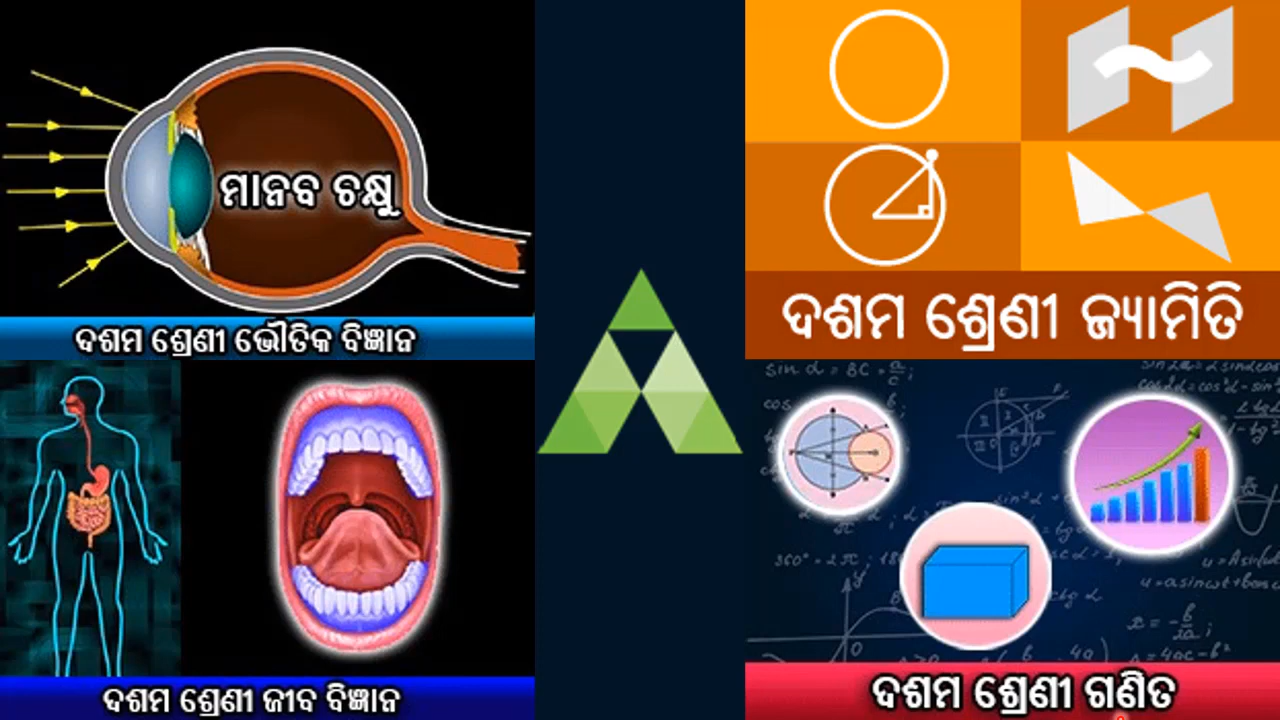 ମାନବ ଚକ୍ଷୁ
ଦଶମ ଶ୍ରେଣୀ ଭୌତିକ ବିଜ୍ଞାନ
ଦଶମ ଶ୍ରେଣୀ ଜ୍ୟାମିତି
ଦଶମ ଶ୍ରେଣୀ ଜୀବ ବିଜ୍ଞାନ
ଦଶମ ଶ୍ରେଣୀ ଗଣିତ